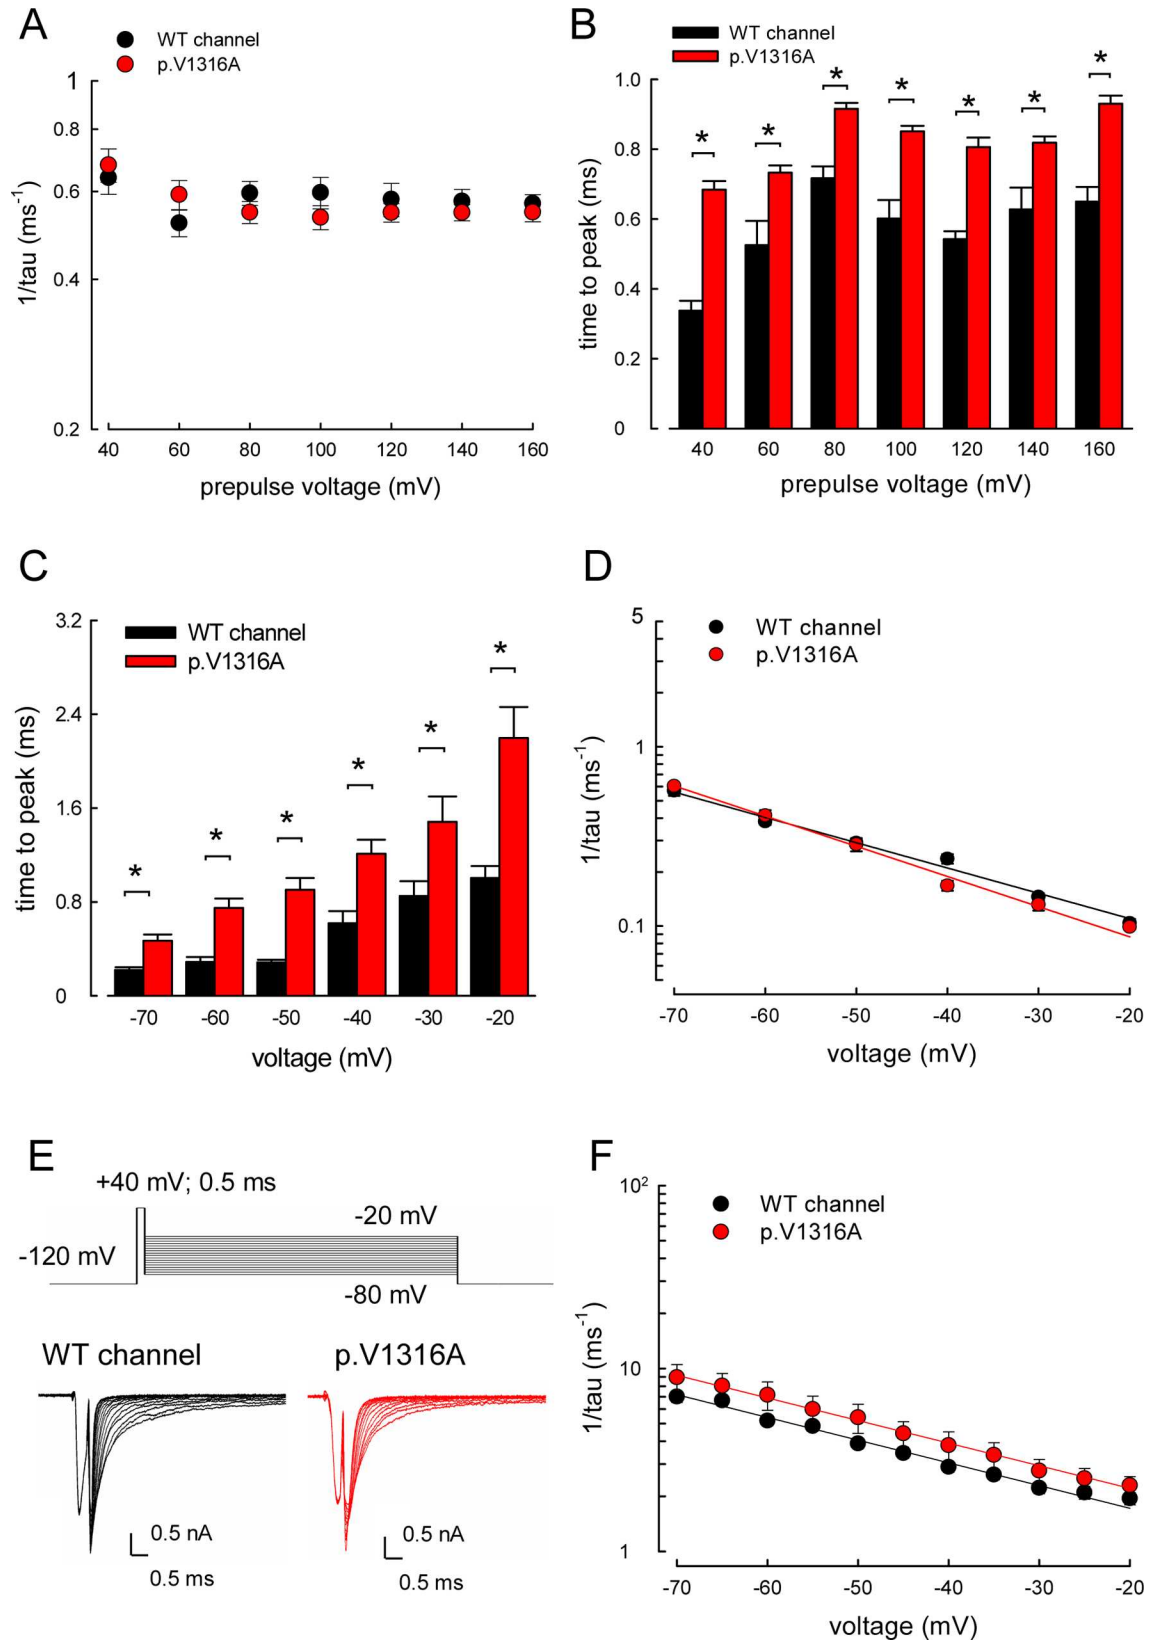 A
WT channel
p.V1316A
1
0.8
0.6
0.4
0.2
1/tau (ms-1)
40 60 80 100 120 140 160
prepulse voltage (mV)
B
WT channel
p.V1316A
1.0
0.8
0.6
0.4
0.2
0
time to peak (ms)
* * * * * * *
40 60 80 100 120 140 160
prepulse voltage (mV)
C
WT channel
p.V1316A
3.2
2.4
1.6
0.8
0
time to peak (ms)
* * * * * *
-70 -60 -50 -40 -30 -20
voltage (mV)
D
WT channel
p.V1316A
5
1
0.1
1/tau (ms-1)
-70 -60 -50 -40 -30 -20
voltage (mV)
E
+40 mV; 0.5 ms
-20 mV
-120 mV
-80 mV
WT channel
p.V1316A
0.5 nA
0.5 ms
0.5 nA
0.5 ms
F
WT channel
p.V1316A
10²
10
1
1/tau (ms-1)
-70 -60 -50 -40 -30 -20
voltage (mV)